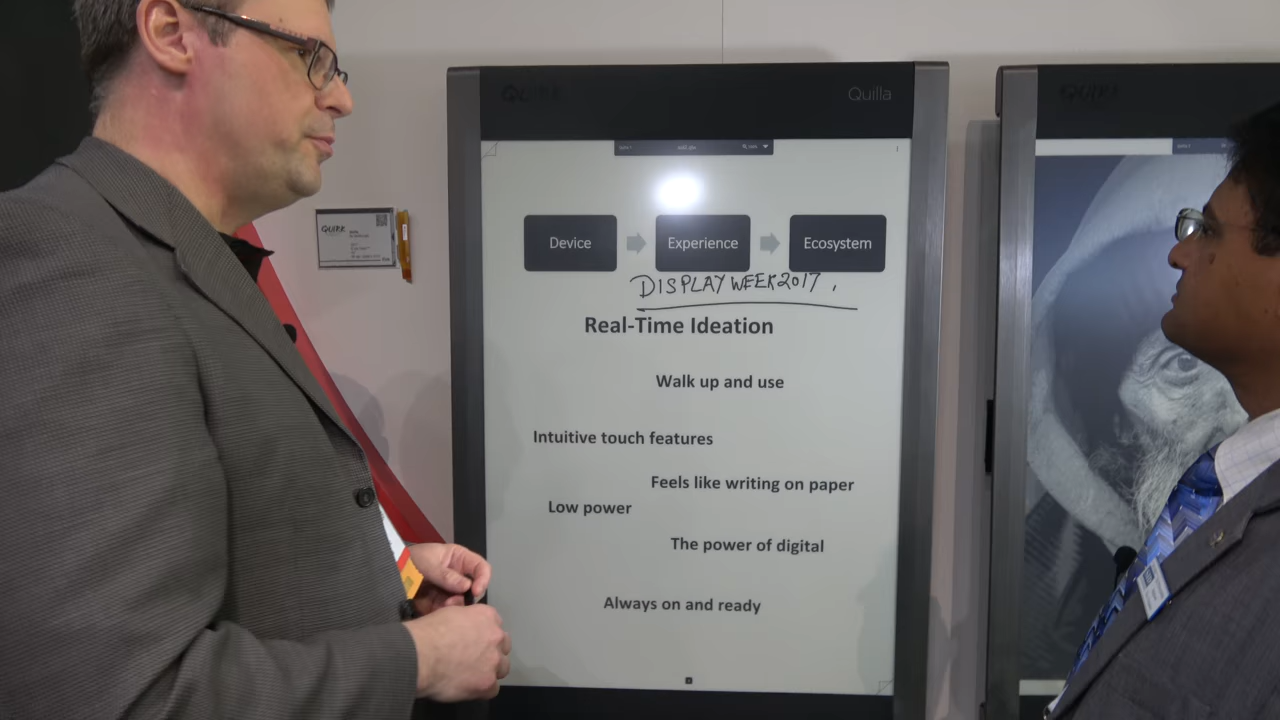 Quilla
QUIRK
Device
Experience
Ecosystem
DISPLAY WEEK 2017.
Real-Time Ideation
Walk up and use
Intuitive touch features
Feels like writing on paper
Low power
The power of digital
Always on and ready